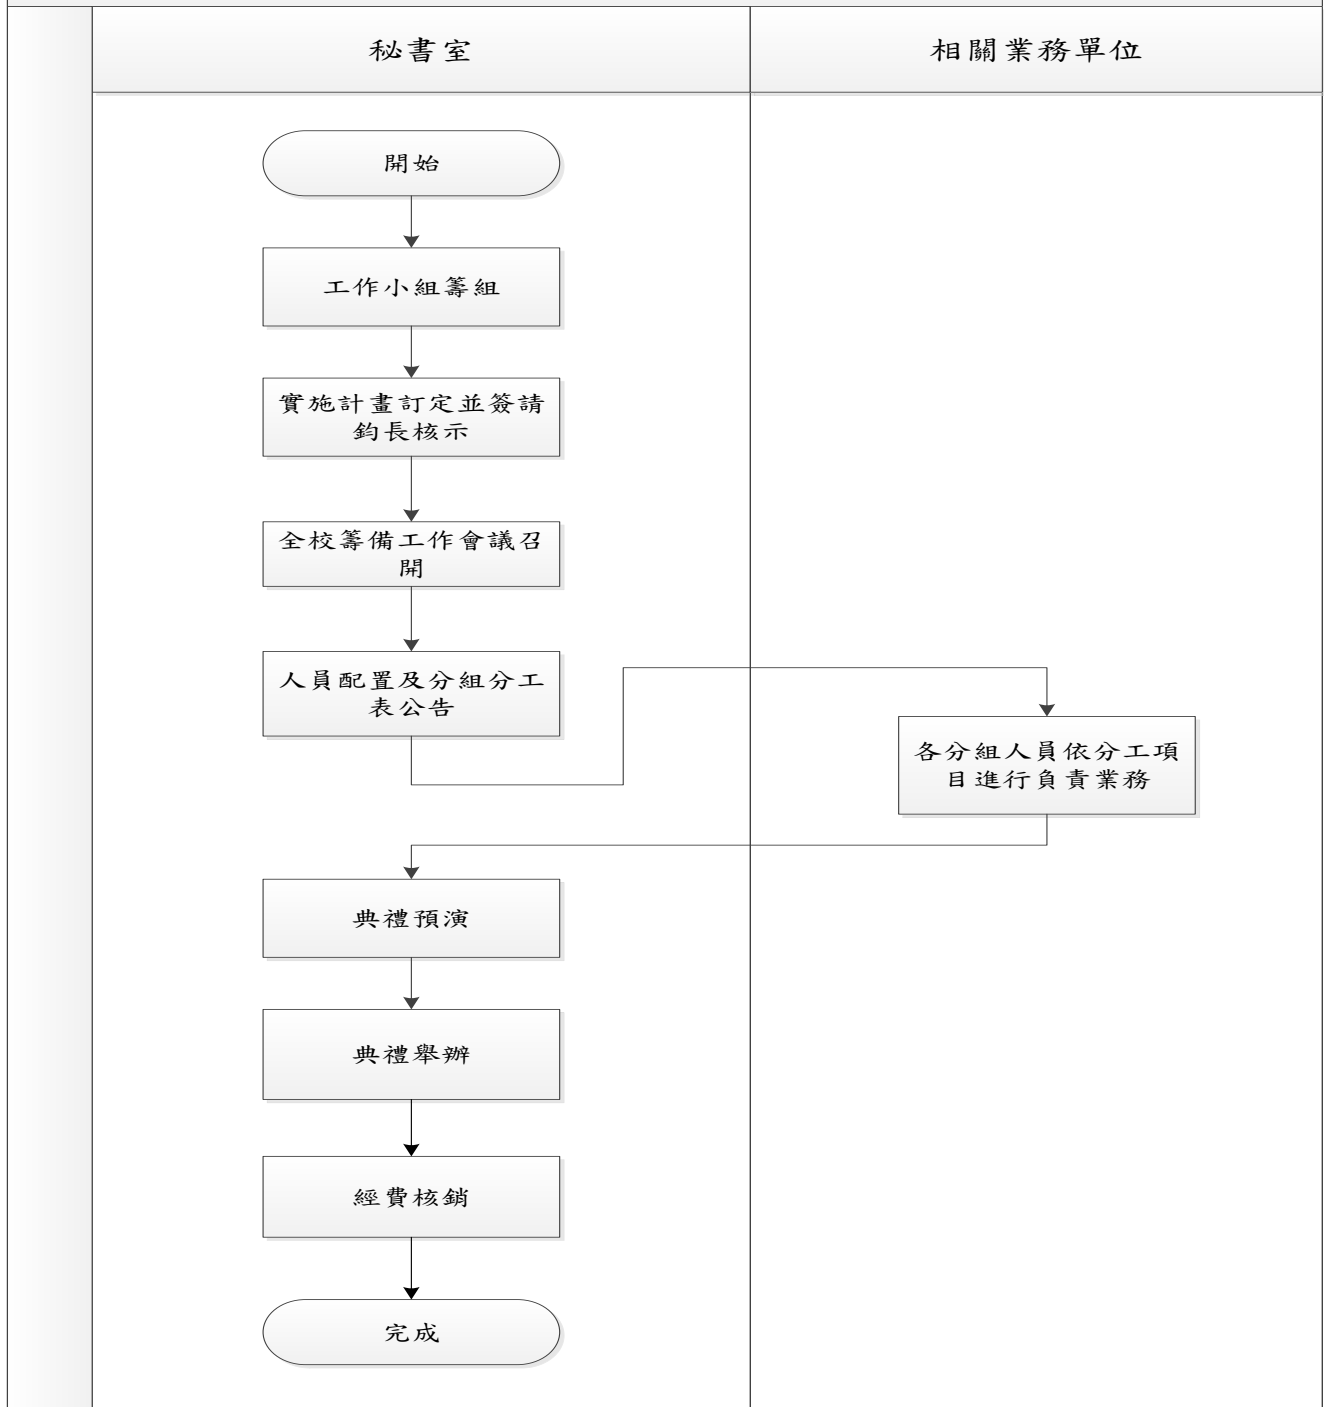 秘書室
相關業務單位
開始
工作小組籌組
實施計畫訂定並簽請
鈞長核示
全校籌備工作會議召
開
人員配置及分組分工
表公告
各分組人員依分工項
目進行負責業務
典禮預演
典禮舉辦
經費核銷
完成